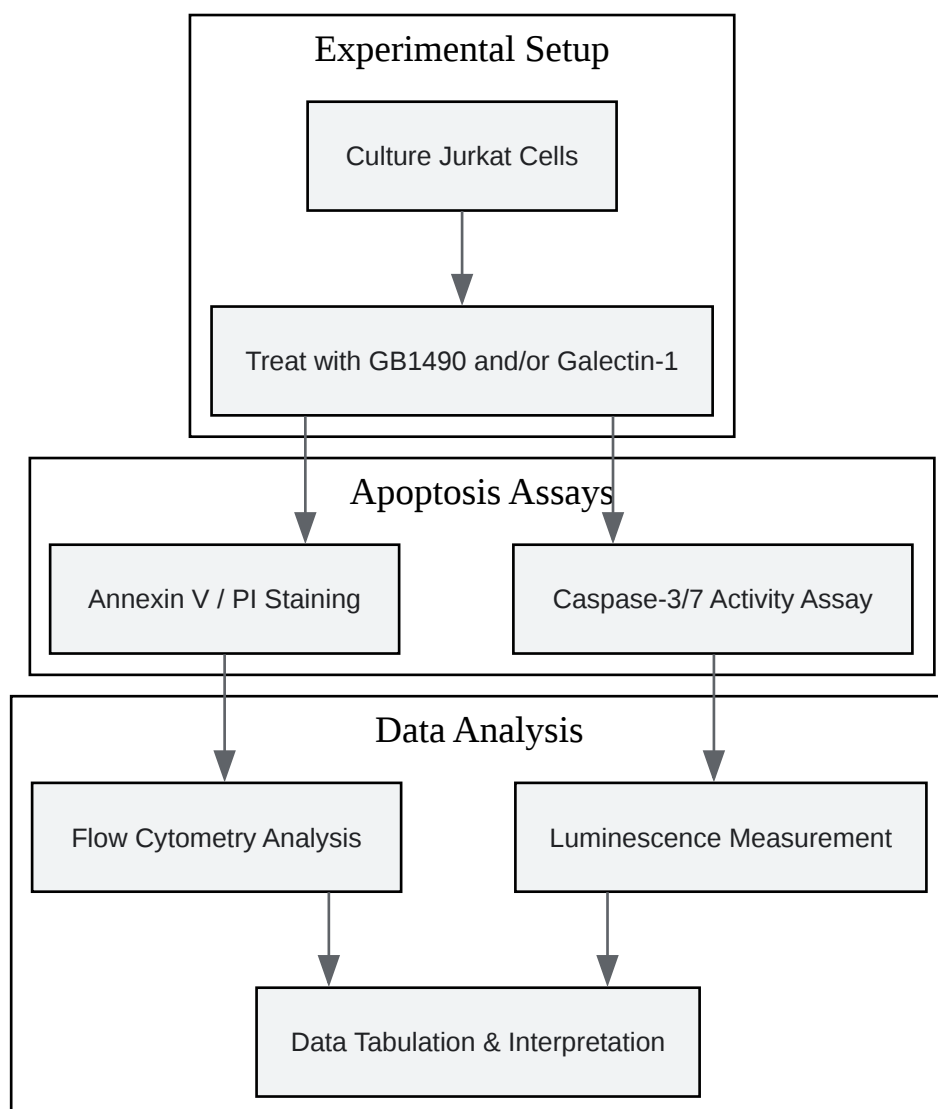 Experimental Setup
Culture Jurkat Cells
Treat with GB1490 and/or Galectin-1
Apoptosis Assays
Annexin V / PI Staining
Caspase-3/7 Activity Assay
Data Analysis
Flow Cytometry Analysis
Luminescence Measurement
Data Tabulation & Interpretation